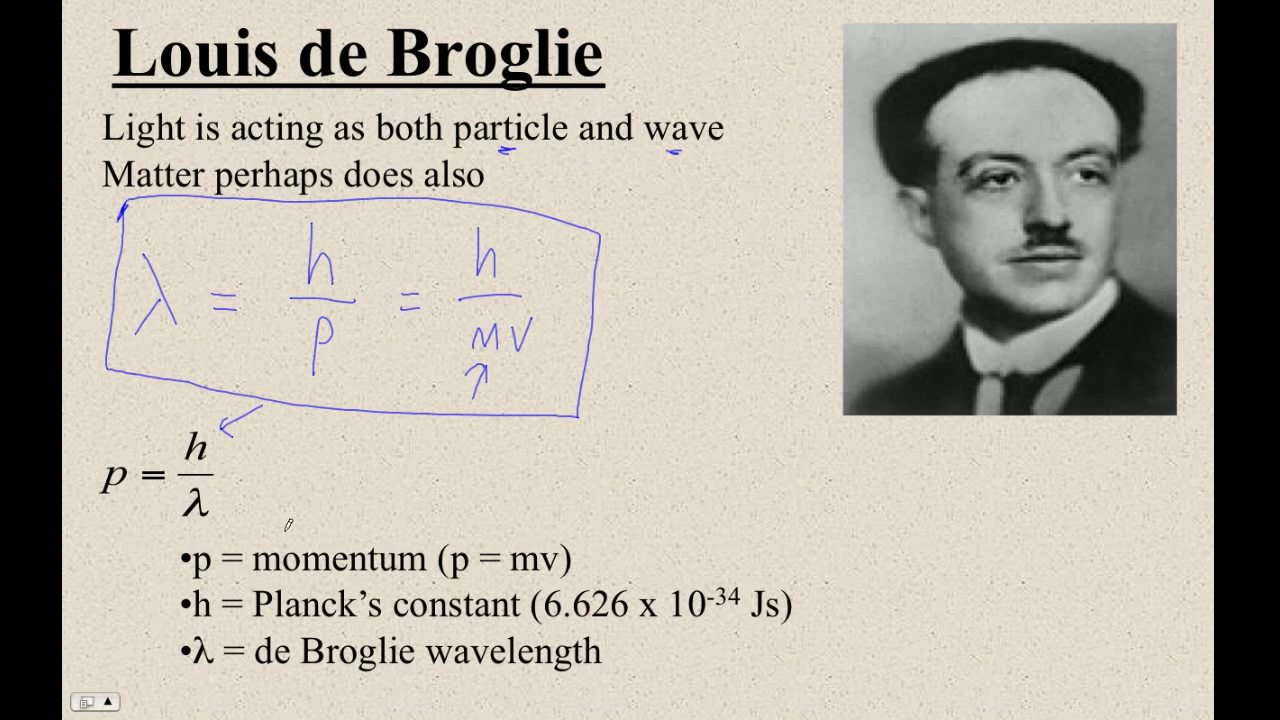 Louis de Broglie
Light is acting as both particle and wave
Matter perhaps does also
λ = h/p = h/mv
p = h/λ
•p = momentum (p = mv)
•h = Planck’s constant (6.626 x 10⁻³⁴ Js)
•λ = de Broglie wavelength